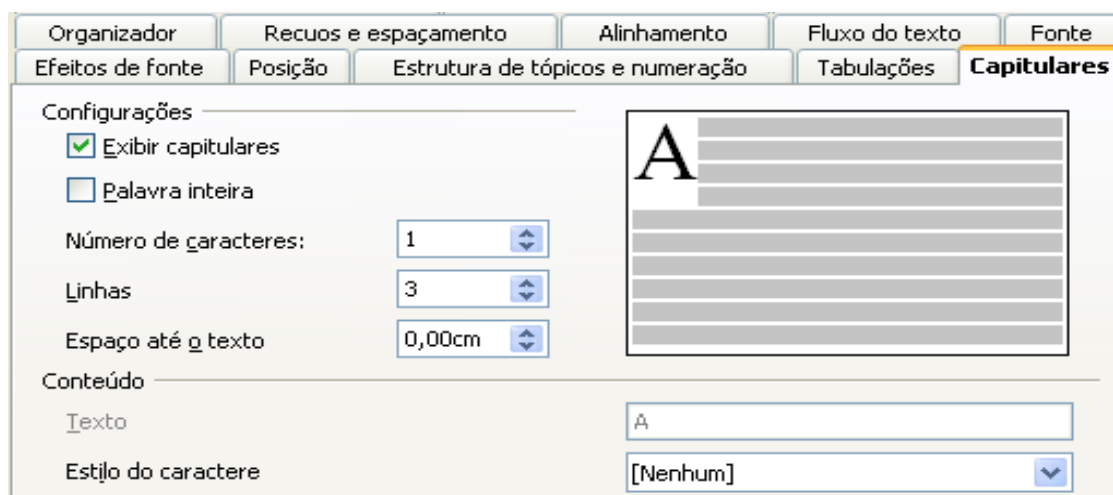 Organizador Recuos e espaçamento Alinhamento Fluxo do texto Fonte
Efeitos de fonte Posição Estrutura de tópicos e numeração Tabulações Capitulares
Configurações
Exibir capitulares
Palavra inteira
Número de caracteres: 1
Linhas 3
Espaço até o texto 0,00cm
A
Conteúdo
Texto A
Estilo do caractere [Nenhum]